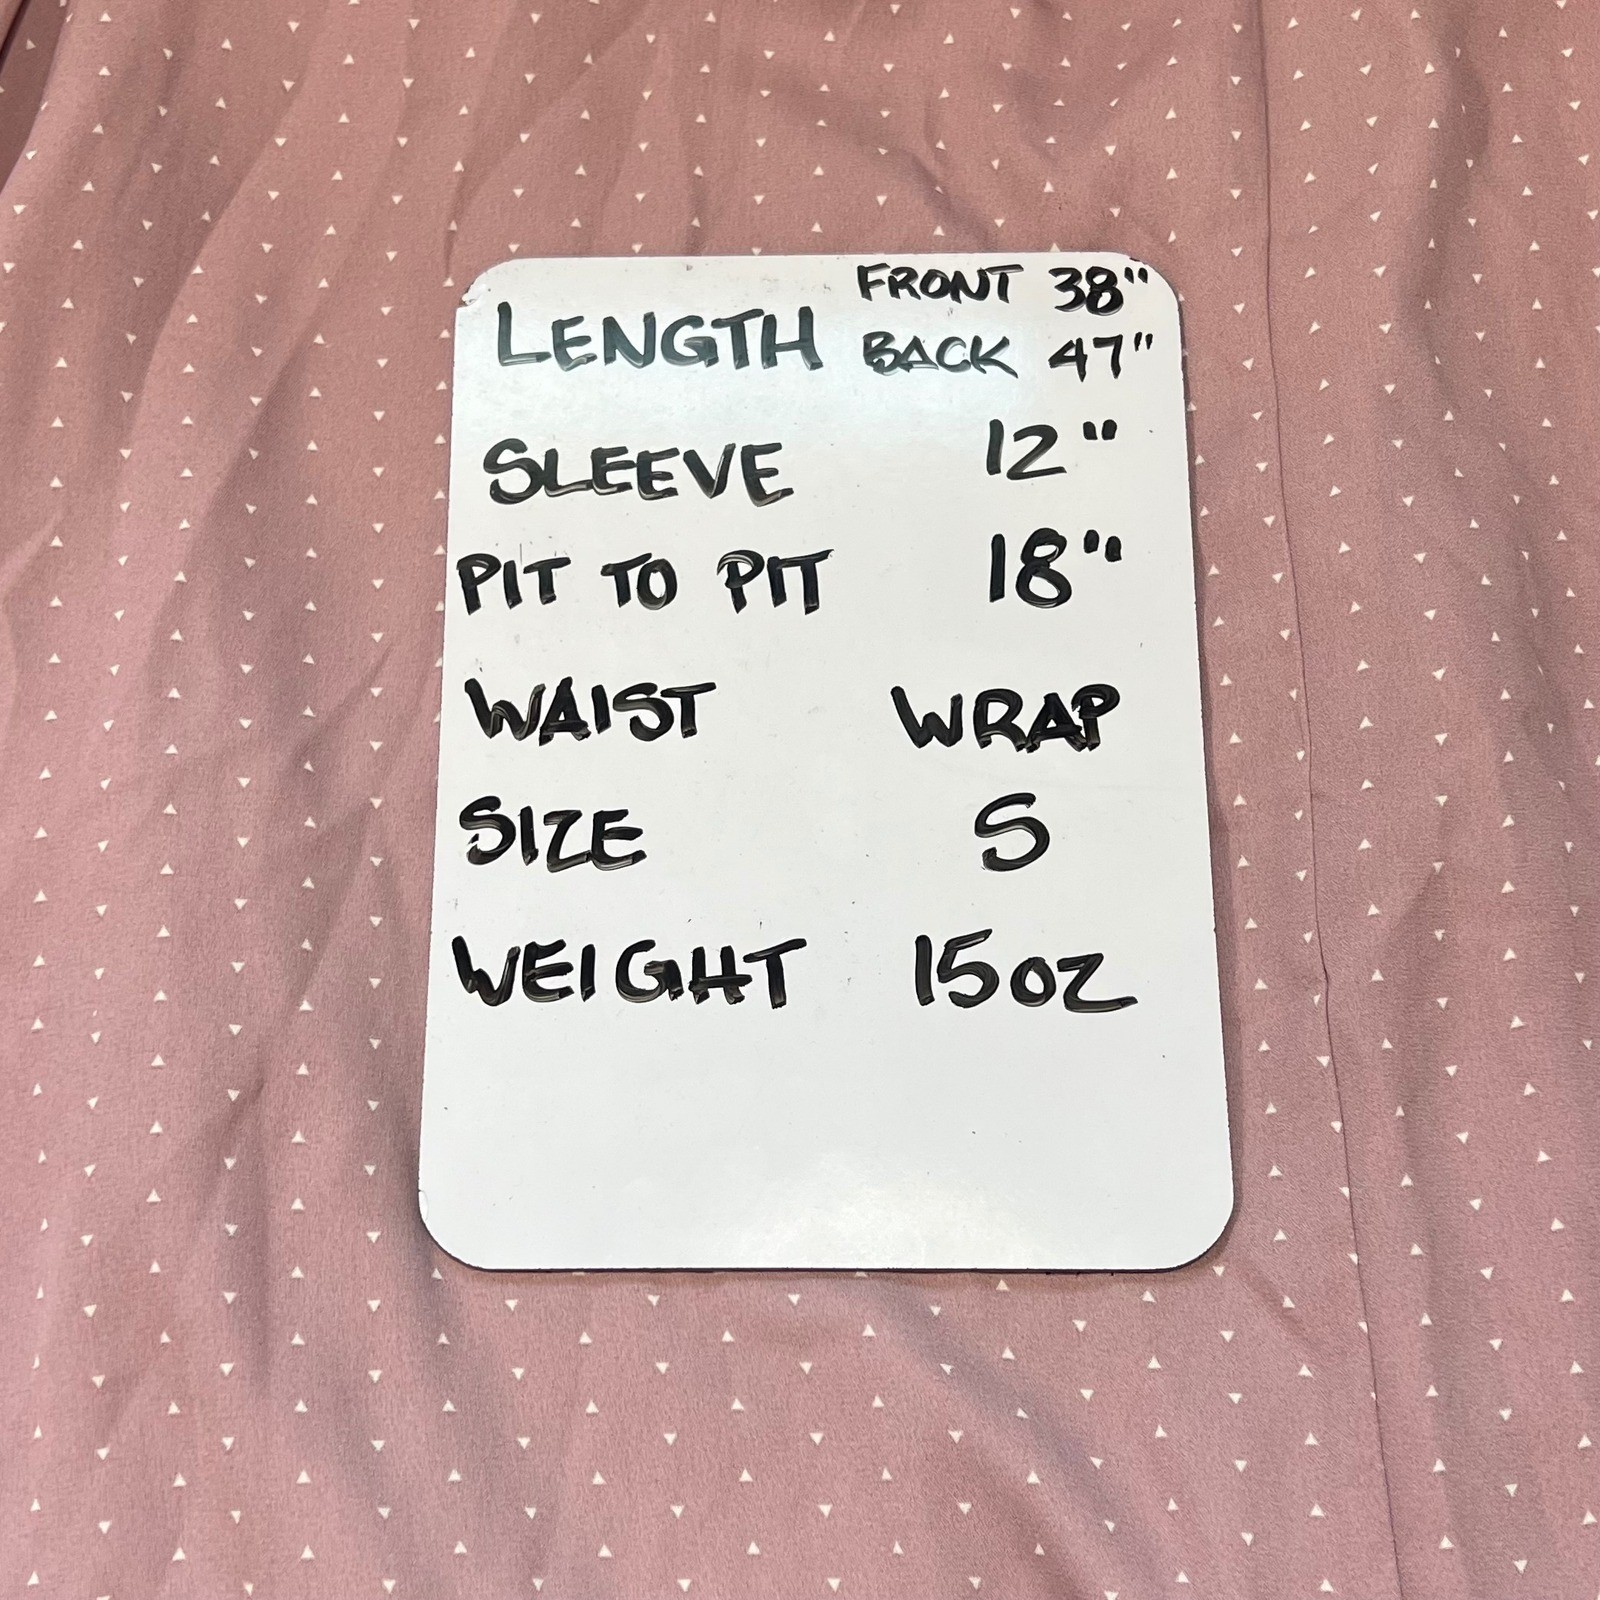 LENGTH FRONT 38"
BACK 47"
SLEEVE 12"
PIT TO PIT 18"
WAIST WRAP
SIZE S
WEIGHT 15oz